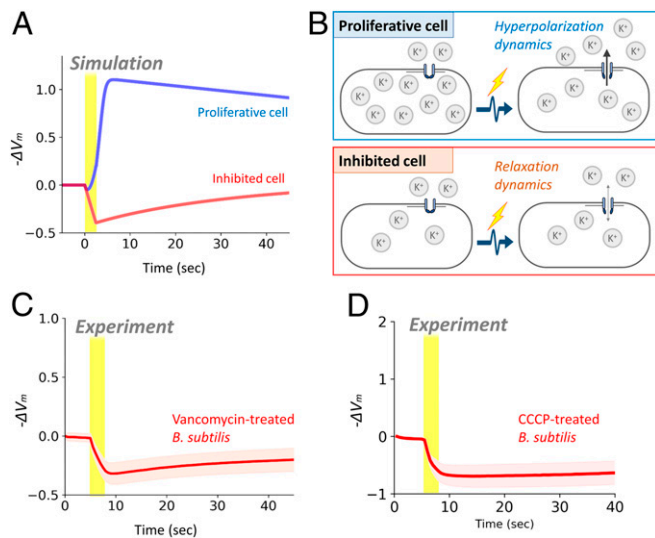 A
Simulation
-ΔVm
1.0
0.5
0.0
−0.5
Proliferative cell
Inhibited cell
0
10
20
30
40
Time (sec)
B
Proliferative cell
Hyperpolarization
dynamics
K⁺ K⁺
K⁺ K⁺ K⁺ K⁺
K⁺ K⁺ K⁺
K⁺ K⁺ K⁺
K⁺ K⁺ K⁺
K⁺ K⁺
K⁺ K⁺
K⁺ K⁺
Inhibited cell
Relaxation
dynamics
K⁺ K⁺
K⁺ K⁺
K⁺
K⁺ K⁺
K⁺ K⁺
K⁺
C
Experiment
-ΔVm
1.0
0.5
0.0
−0.5
Vancomycin-treated
B. subtilis
0
10
20
30
40
Time (sec)
D
Experiment
-ΔVm
2
1
0
−1
CCCP-treated
B. subtilis
0
10
20
30
40
Time (sec)